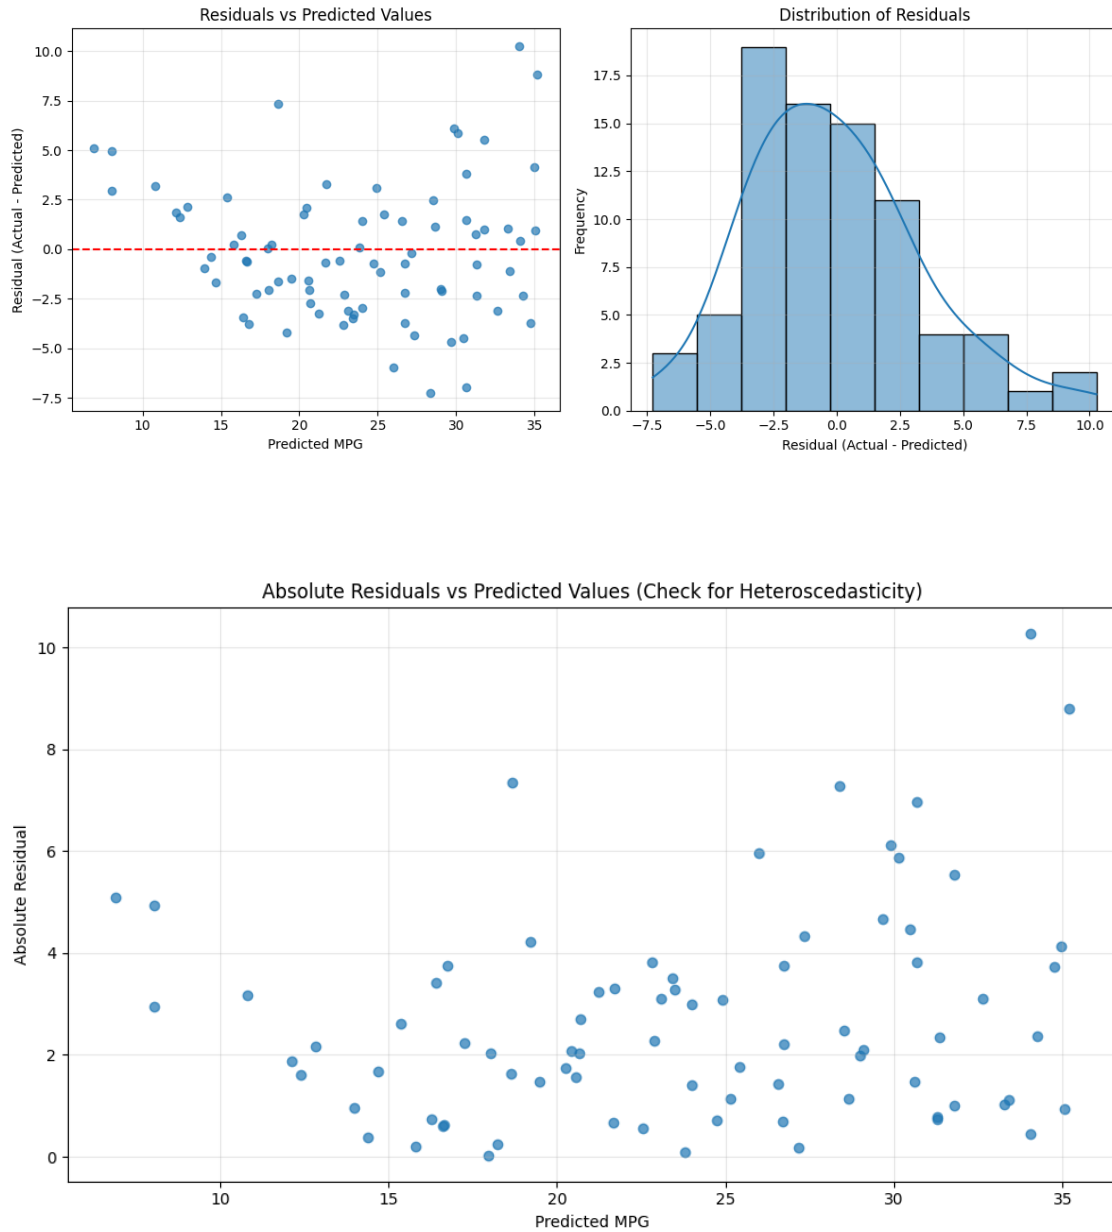 Residuals vs Predicted Values
10.0
7.5
5.0
2.5
0.0
−2.5
−5.0
−7.5
Residual (Actual - Predicted)
10 15 20 25 30 35
Predicted MPG
Distribution of Residuals
17.5
15.0
12.5
10.0
7.5
5.0
2.5
0.0
Frequency
−7.5 −5.0 −2.5 0.0 2.5 5.0 7.5 10.0
Residual (Actual - Predicted)
Absolute Residuals vs Predicted Values (Check for Heteroscedasticity)
10
8
6
4
2
0
Absolute Residual
10 15 20 25 30 35
Predicted MPG